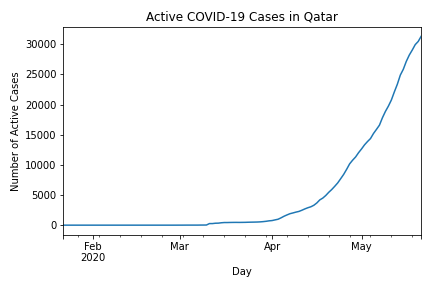 Active COVID-19 Cases in Qatar
Number of Active Cases
30000
25000
20000
15000
10000
5000
0
Feb
2020
Mar
Apr
May
Day